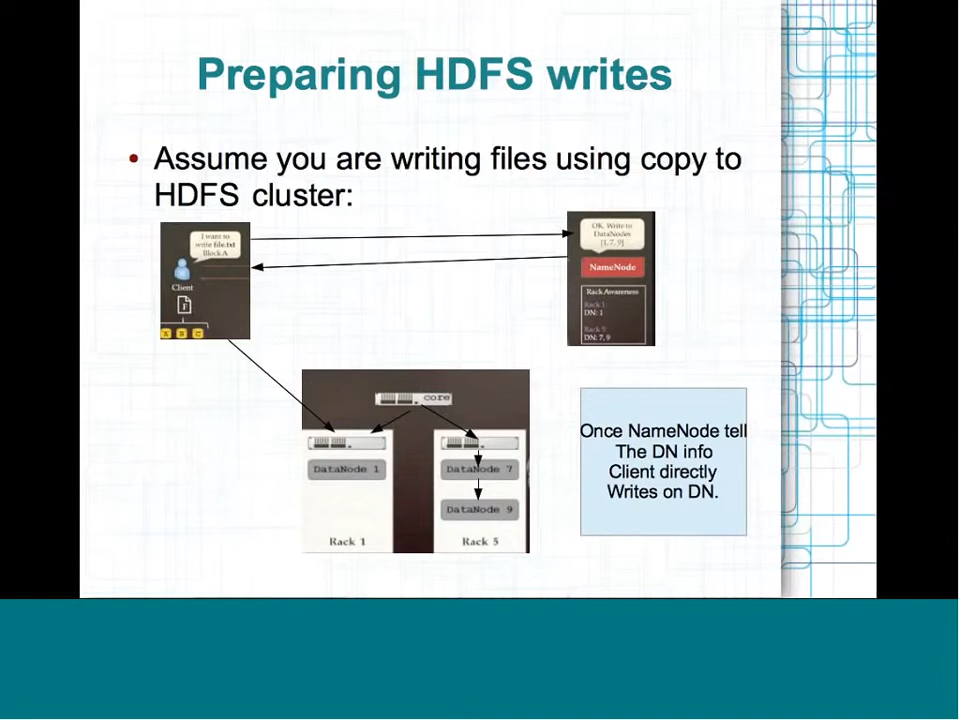 Preparing HDFS writes
• Assume you are writing files using copy to
HDFS cluster:
I want to
write file.txt
Block A
Client
F
A B C
OK. Write to
DataNodes
[1, 7, 9]
NameNode
Rack Awareness
Rack 1:
DN: 1
Rack 5:
DN: 7, 9
core
DataNode 1
Rack 1
DataNode 7
DataNode 9
Rack 5
Once NameNode tell
The DN info
Client directly
Writes on DN.